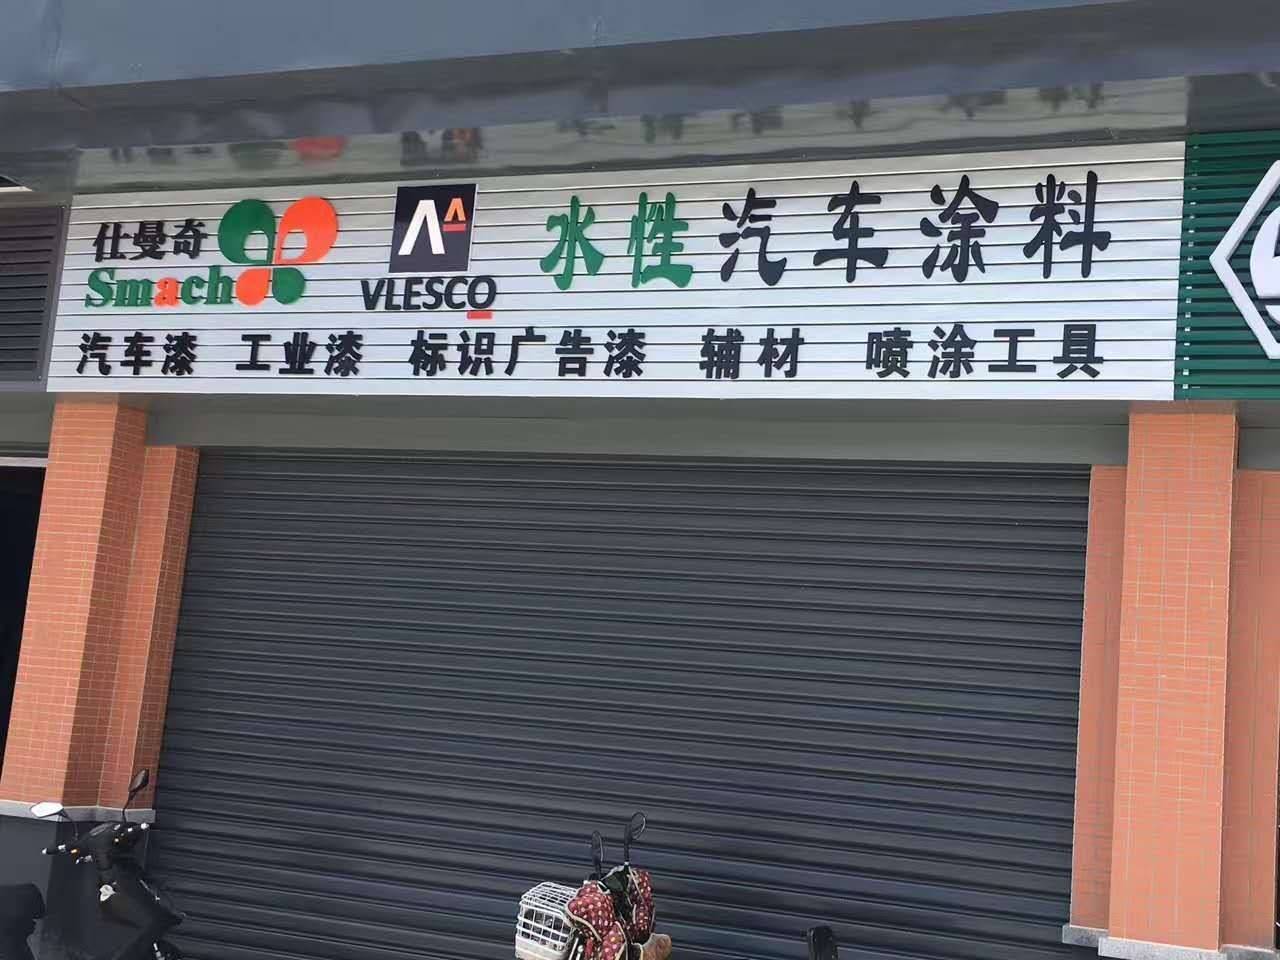 仕曼奇
Smach
VLESCO
水性汽车涂料
汽车漆 工业漆 标识广告漆 辅材 喷涂工具